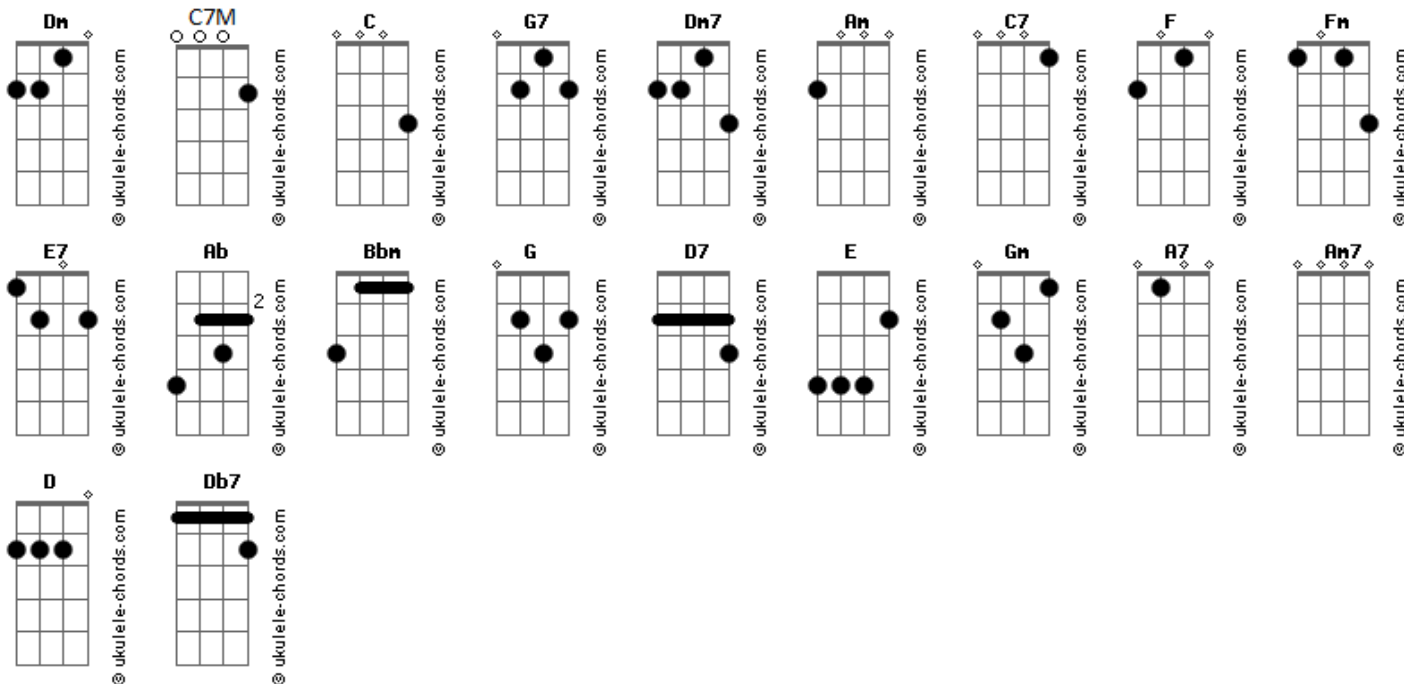 Dm C7M C G7 Dm7 Am C7 F Fm
© ukulele-chords.com © ukulele-chords.com © ukulele-chords.com © ukulele-chords.com © ukulele-chords.com © ukulele-chords.com © ukulele-chords.com © ukulele-chords.com © ukulele-chords.com
E7 Ab Bbm G D7 E Gm A7 Am7
2
© ukulele-chords.com © ukulele-chords.com © ukulele-chords.com © ukulele-chords.com © ukulele-chords.com © ukulele-chords.com © ukulele-chords.com © ukulele-chords.com © ukulele-chords.com
D Db7
© ukulele-chords.com © ukulele-chords.com